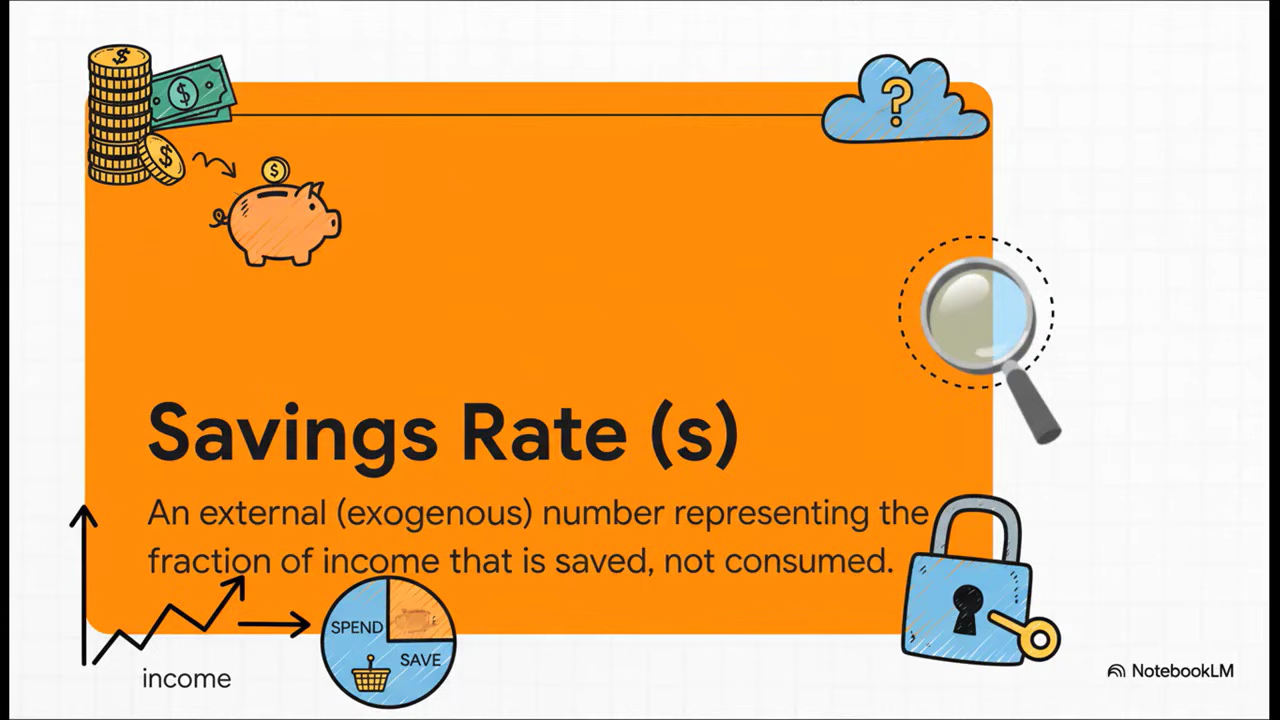 $
$
$
$
?
Savings Rate (s)
An external (exogenous) number representing the
fraction of income that is saved, not consumed.
SPEND
SAVE
income
NotebookLM